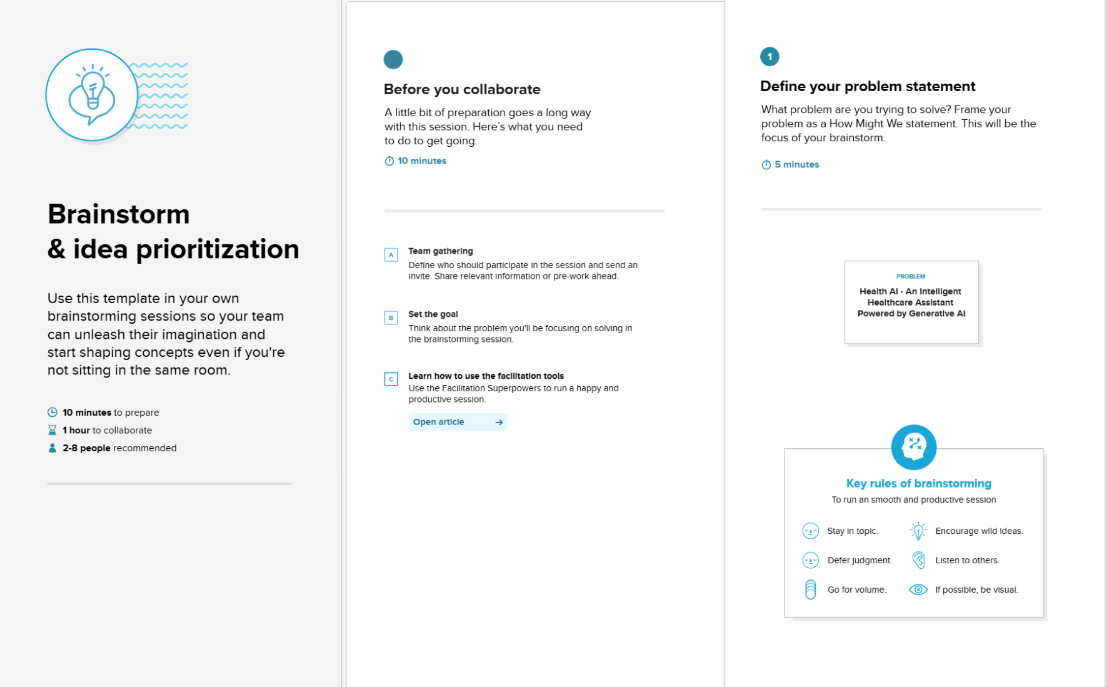 Brainstorm
& idea prioritization
Use this template in your own
brainstorming sessions so your team
can unleash their imagination and
start shaping concepts even if you're
not sitting in the same room.
10 minutes to prepare
1 hour to collaborate
2-8 people recommended
Before you collaborate
A little bit of preparation goes a long way
with this session. Here's what you need
to do to get going.
10 minutes
A
Team gathering
Define who should participate in the session and send an
invite. Share relevant information or pre-work ahead.
B
Set the goal
Think about the problem you'll be focusing on solving in
the brainstorming session.
C
Learn how to use the facilitation tools
Use the Facilitation Superpowers to run a happy and
productive session.
Open article
1
Define your problem statement
What problem are you trying to solve? Frame your
problem as a How Might We statement. This will be the
focus of your brainstorm.
5 minutes
PROBLEM
Health AI - An Intelligent
Healthcare Assistant
Powered by Generative AI
Key rules of brainstorming
To run an smooth and productive session
Stay in topic.
Encourage wild ideas.
Defer judgment.
Listen to others.
Go for volume.
If possible, be visual.